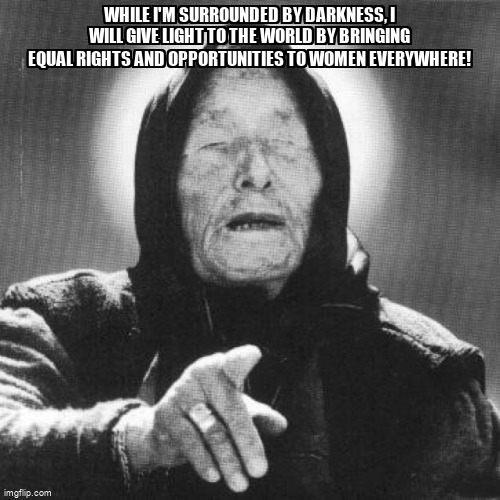 WHILE I'M SURROUNDED BY DARKNESS, I
WILL GIVE LIGHT TO THE WORLD BY BRINGING
EQUAL RIGHTS AND OPPORTUNITIES TO WOMEN EVERYWHERE!
imgflip.com